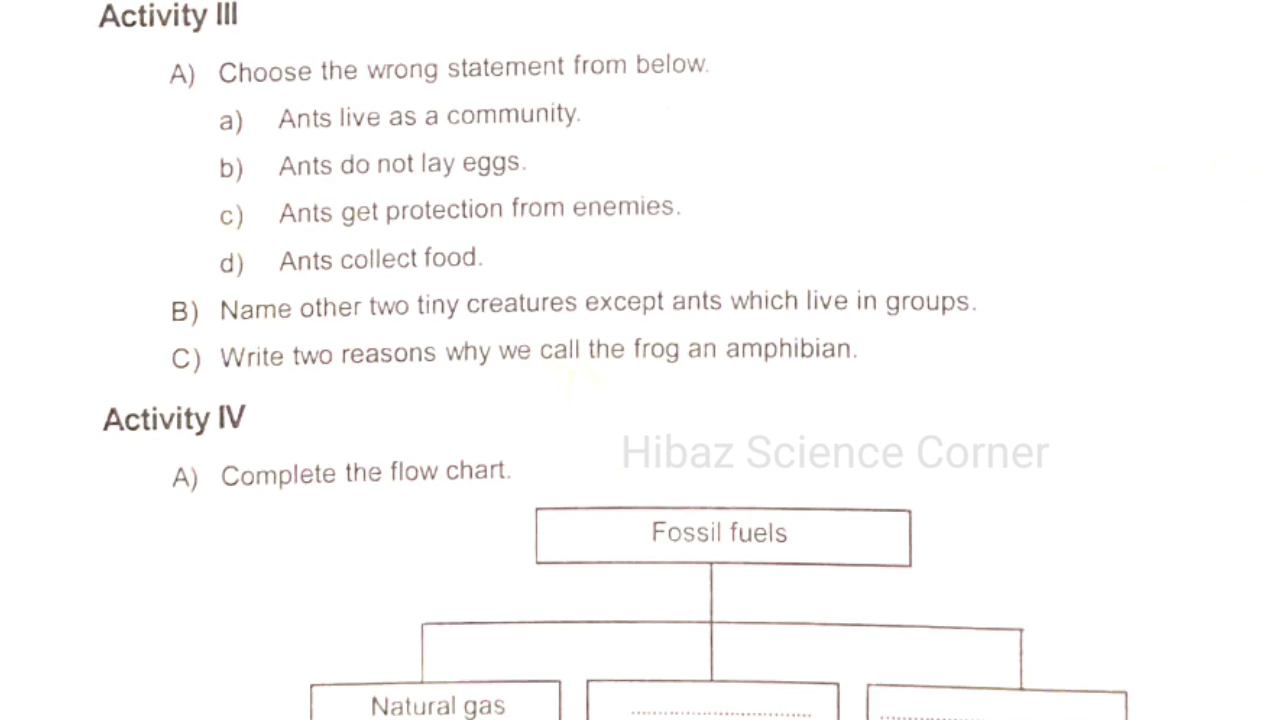 Activity III
A) Choose the wrong statement from below.
a) Ants live as a community.
b) Ants do not lay eggs.
c) Ants get protection from enemies.
d) Ants collect food.
B) Name other two tiny creatures except ants which live in groups.
C) Write two reasons why we call the frog an amphibian.
Activity IV
Hibaz Science Corner
A) Complete the flow chart.
Fossil fuels
Natural gas ............................... ...............................